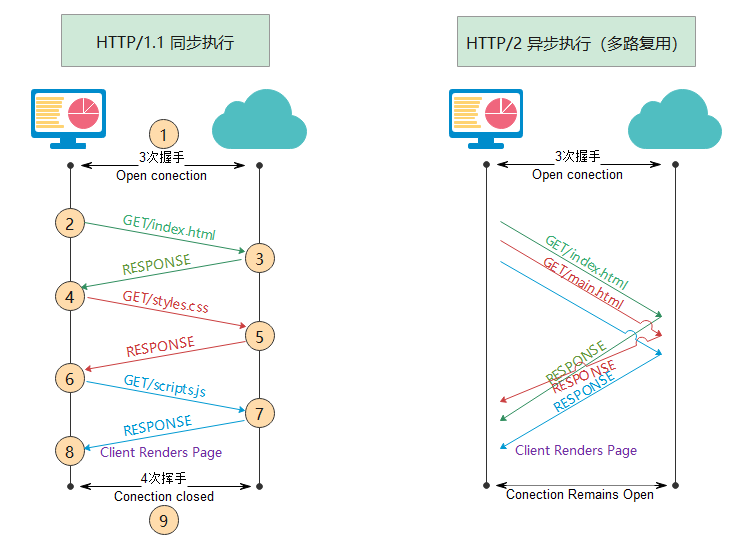 HTTP/1.1 同步执行
1
3次握手
Open conection
2
GET/index.html
3
RESPONSE
4
GET/styles.css
5
RESPONSE
6
GET/scripts.js
7
RESPONSE
8
Client Renders Page
4次挥手
Conection closed
9
HTTP/2 异步执行（多路复用）
3次握手
Open conection
GET/index.html
GET/main.html
RESPONSE
RESPONSE
RESPONSE
Client Renders Page
Conection Remains Open